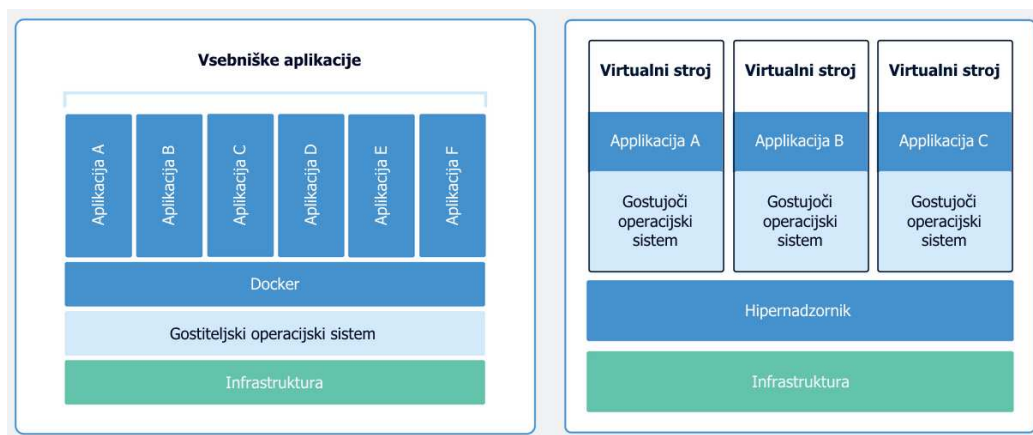 Vsebniške aplikacije
Aplikacija A
Aplikacija B
Aplikacija C
Aplikacija D
Aplikacija E
Aplikacija F
Docker
Gostiteljski operacijski sistem
Infrastruktura
Virtualni stroj
Applikacija A
Gostujoči
operacijski
sistem
Virtualni stroj
Applikacija B
Gostujoči
operacijski
sistem
Virtualni stroj
Applikacija C
Gostujoči
operacijski
sistem
Hipernadzornik
Infrastruktura